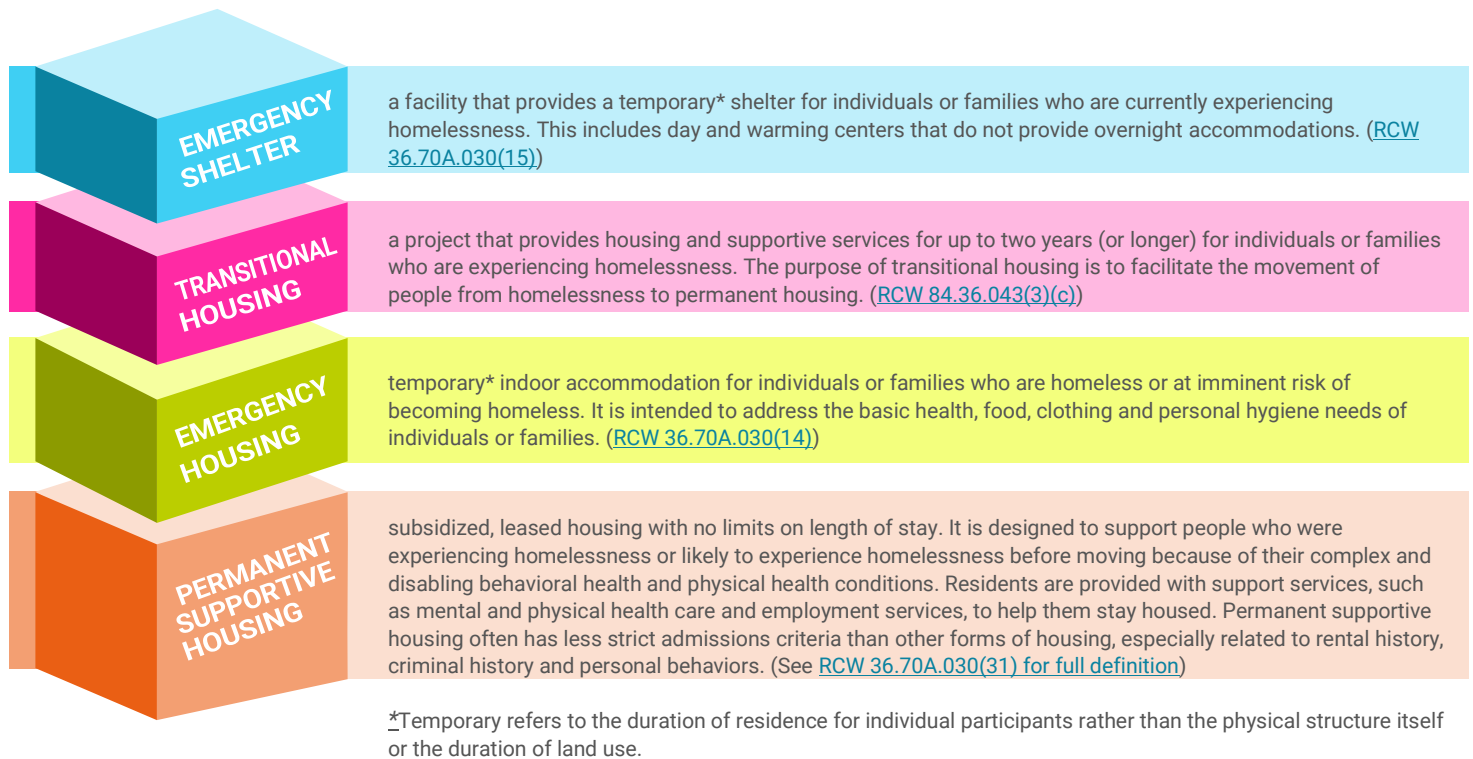 EMERGENCY
SHELTER
a facility that provides a temporary* shelter for individuals or families who are currently experiencing
homelessness. This includes day and warming centers that do not provide overnight accommodations. (RCW
36.70A.030(15))
TRANSITIONAL
HOUSING
a project that provides housing and supportive services for up to two years (or longer) for individuals or families
who are experiencing homelessness. The purpose of transitional housing is to facilitate the movement of
people from homelessness to permanent housing. (RCW 84.36.043(3)(c))
EMERGENCY
HOUSING
temporary* indoor accommodation for individuals or families who are homeless or at imminent risk of
becoming homeless. It is intended to address the basic health, food, clothing and personal hygiene needs of
individuals or families. (RCW 36.70A.030(14))
PERMANENT
SUPPORTIVE
HOUSING
subsidized, leased housing with no limits on length of stay. It is designed to support people who were
experiencing homelessness or likely to experience homelessness before moving because of their complex and
disabling behavioral health and physical health conditions. Residents are provided with support services, such
as mental and physical health care and employment services, to help them stay housed. Permanent supportive
housing often has less strict admissions criteria than other forms of housing, especially related to rental history,
criminal history and personal behaviors. (See RCW 36.70A.030(31) for full definition)
*Temporary refers to the duration of residence for individual participants rather than the physical structure itself
or the duration of land use.